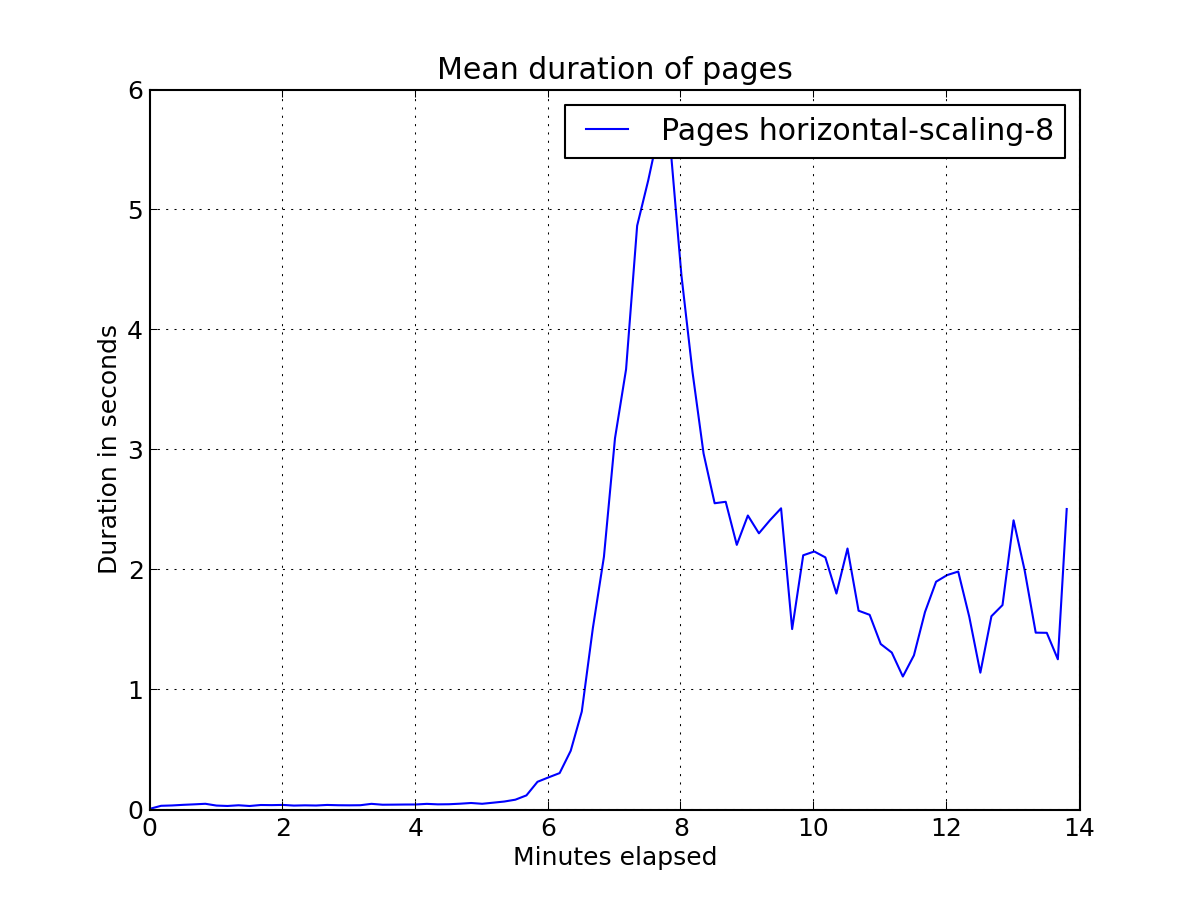 Mean duration of pages
Pages horizontal-scaling-8
6
5
4
3
2
1
0
Duration in seconds
0 2 4 6 8 10 12 14
Minutes elapsed